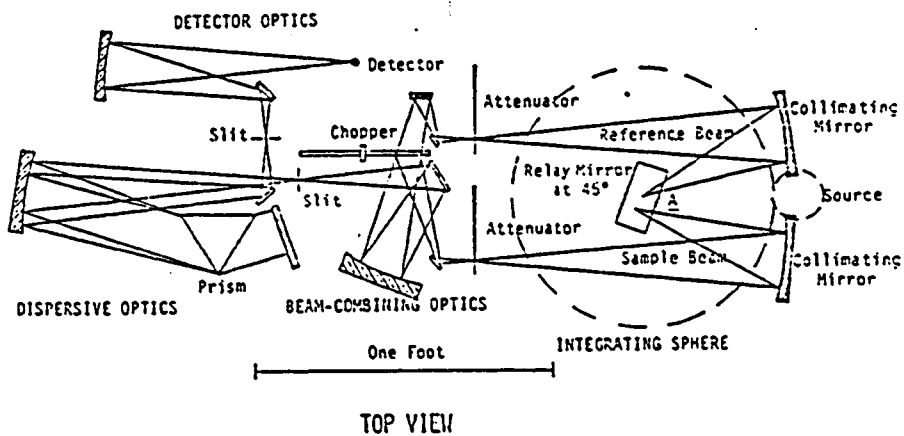 DETECTOR OPTICS
Detector
Attenuator
Collimating
Mirror
Slit
Chopper
Reference Beam
Relay Mirror
at 45°
A
Source
Slit
Attenuator
Sample Beam
Collimating
Mirror
Prism
DISPERSIVE OPTICS
BEAM-COMBINING OPTICS
INTEGRATING SPHERE
One Foot
TOP VIEW